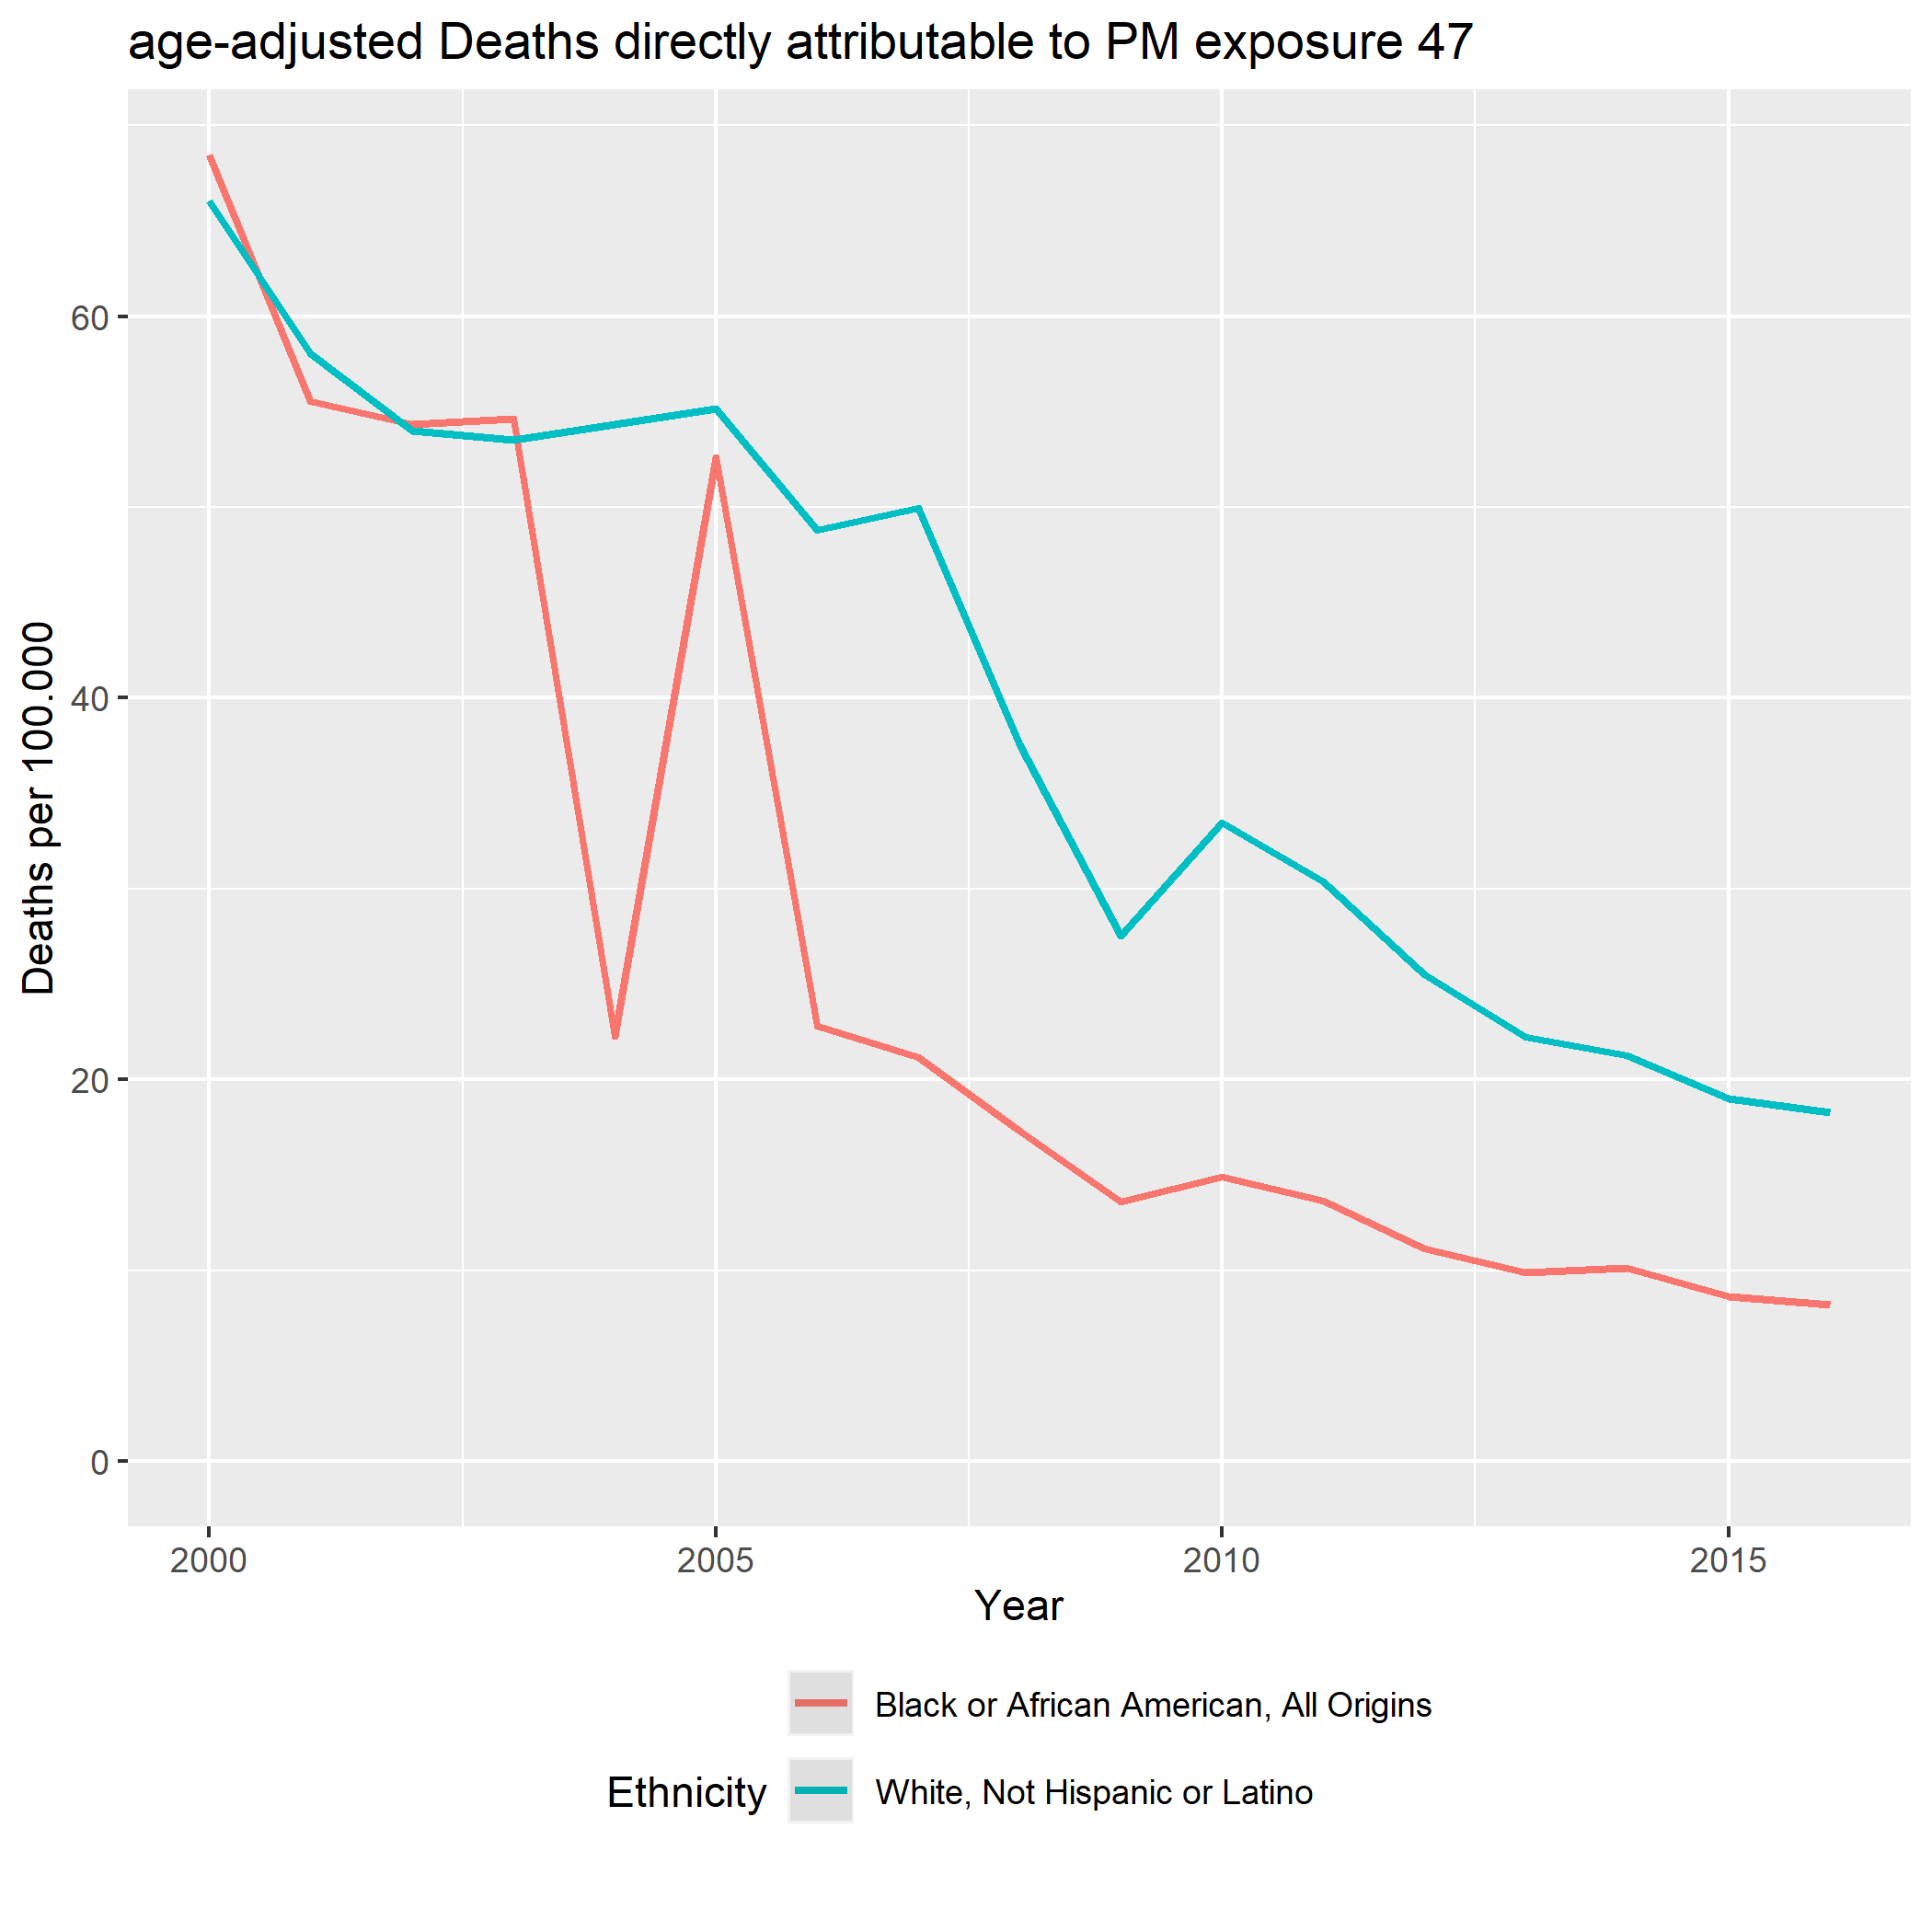 age-adjusted Deaths directly attributable to PM exposure 47
Deaths per 100.000
60
40
20
0
2000 2005 2010 2015
Year
Ethnicity
Black or African American, All Origins
White, Not Hispanic or Latino